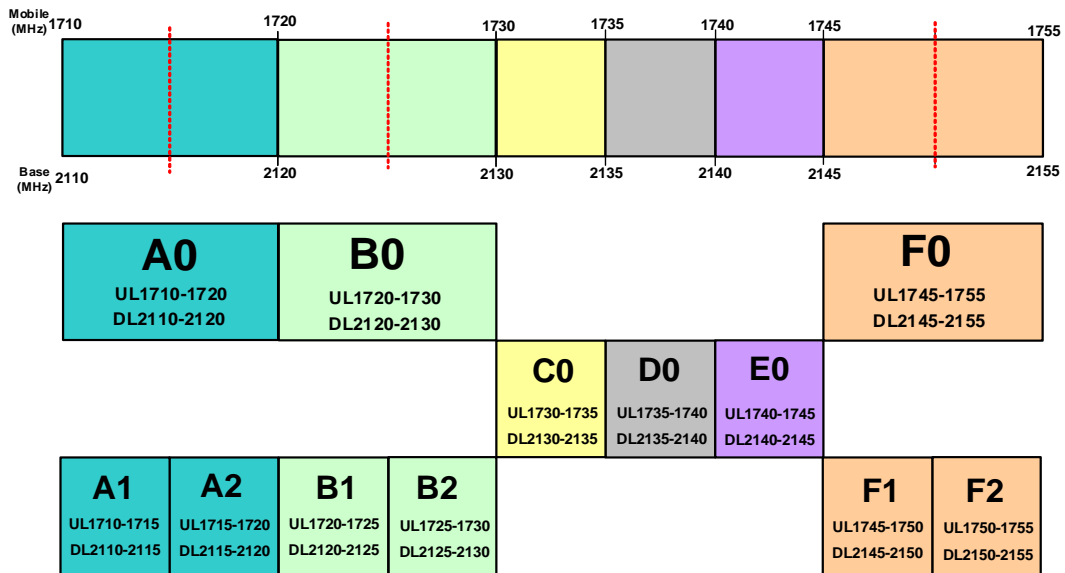 Mobile
(MHz)
1710 1720 1730 1735 1740 1745 1755
Base
(MHz)
2110 2120 2130 2135 2140 2145 2155
A0 B0 F0
UL1710-1720 UL1720-1730 UL1745-1755
DL2110-2120 DL2120-2130 DL2145-2155
C0 D0 E0
UL1730-1735 UL1735-1740 UL1740-1745
DL2130-2135 DL2135-2140 DL2140-2145
A1 A2 B1 B2 F1 F2
UL1710-1715 UL1715-1720 UL1720-1725 UL1725-1730 UL1745-1750 UL1750-1755
DL2110-2115 DL2115-2120 DL2120-2125 DL2125-2130 DL2145-2150 DL2150-2155